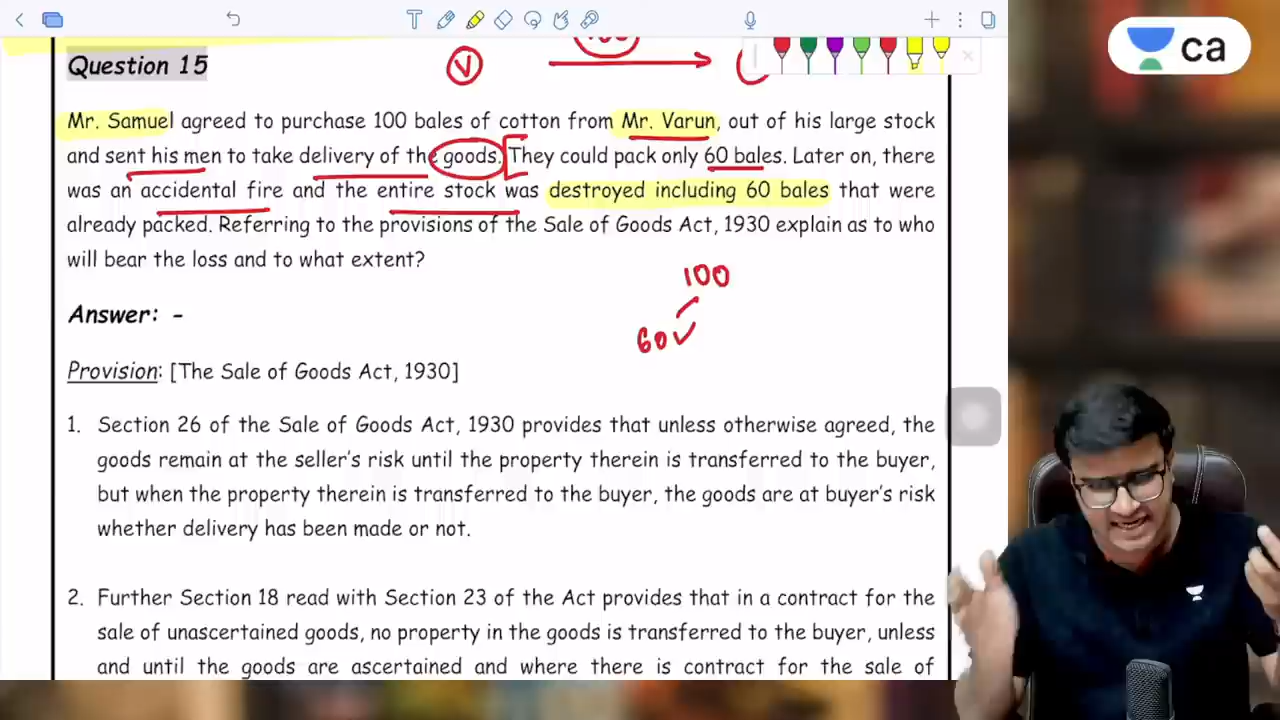 ca
100
V
Question 15
Mr. Samuel agreed to purchase 100 bales of cotton from Mr. Varun, out of his large stock
and sent his men to take delivery of the goods. They could pack only 60 bales. Later on, there
was an accidental fire and the entire stock was destroyed including 60 bales that were
already packed. Referring to the provisions of the Sale of Goods Act, 1930 explain as to who
will bear the loss and to what extent?
100
60
Answer: -
Provision: [The Sale of Goods Act, 1930]
1. Section 26 of the Sale of Goods Act, 1930 provides that unless otherwise agreed, the
goods remain at the seller's risk until the property therein is transferred to the buyer,
but when the property therein is transferred to the buyer, the goods are at buyer's risk
whether delivery has been made or not.
2. Further Section 18 read with Section 23 of the Act provides that in a contract for the
sale of unascertained goods, no property in the goods is transferred to the buyer, unless
and until the goods are ascertained and where there is contract for the sale of